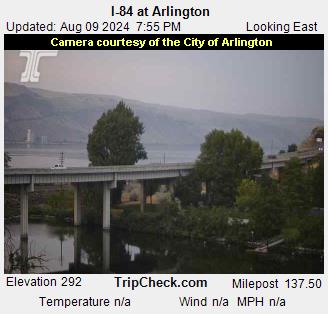 I-84 at Arlington
Updated: Aug 09 2024 7:55 PM Looking East
Camera courtesy of the City of Arlington
Elevation 292 TripCheck.com Milepost 137.50
Temperature n/a Wind n/a MPH n/a